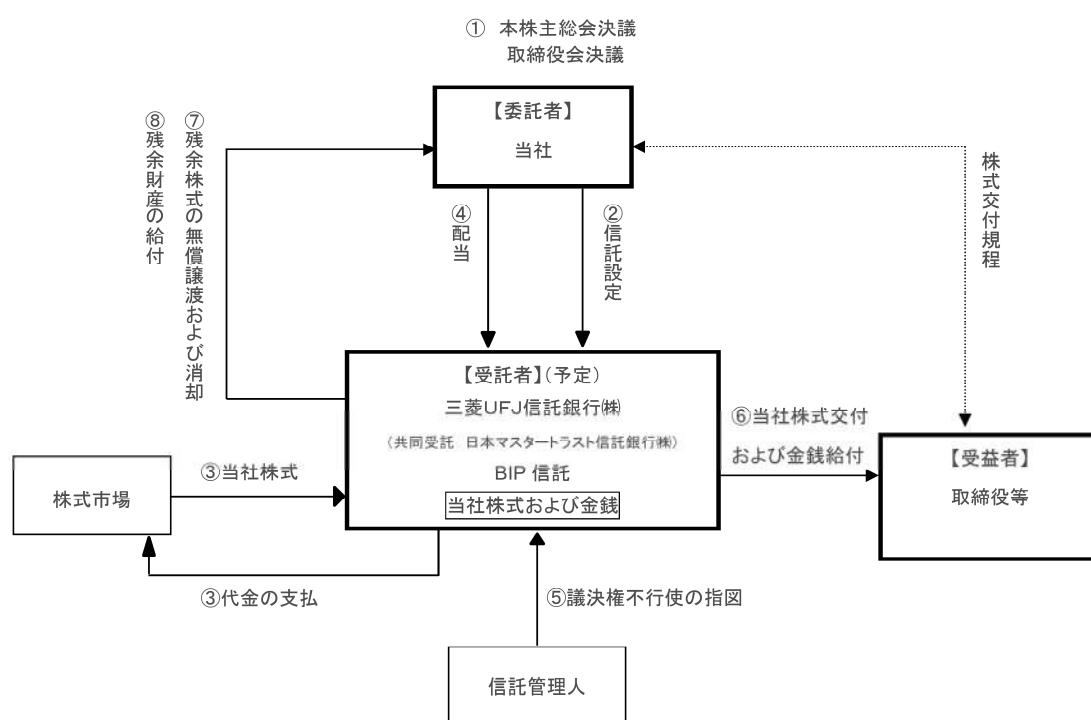 ① 本株主総会決議
取締役会決議
【委託者】
当社
⑧残余財産の給付
⑦残余株式の無償譲渡および消却
④配当
②信託設定
株式交付規程
【受託者】(予定)
三菱UFJ信託銀行㈱
(共同受託 日本マスタートラスト信託銀行㈱)
BIP 信託
当社株式および金銭
⑥当社株式交付
および金銭給付
【受益者】
取締役等
③当社株式
株式市場
③代金の支払
⑤議決権不行使の指図
信託管理人